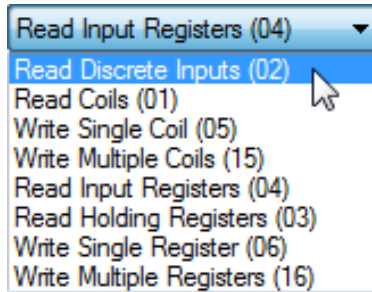 Read Input Registers (04)
Read Discrete Inputs (02)
Read Coils (01)
Write Single Coil (05)
Write Multiple Coils (15)
Read Input Registers (04)
Read Holding Registers (03)
Write Single Register (06)
Write Multiple Registers (16)